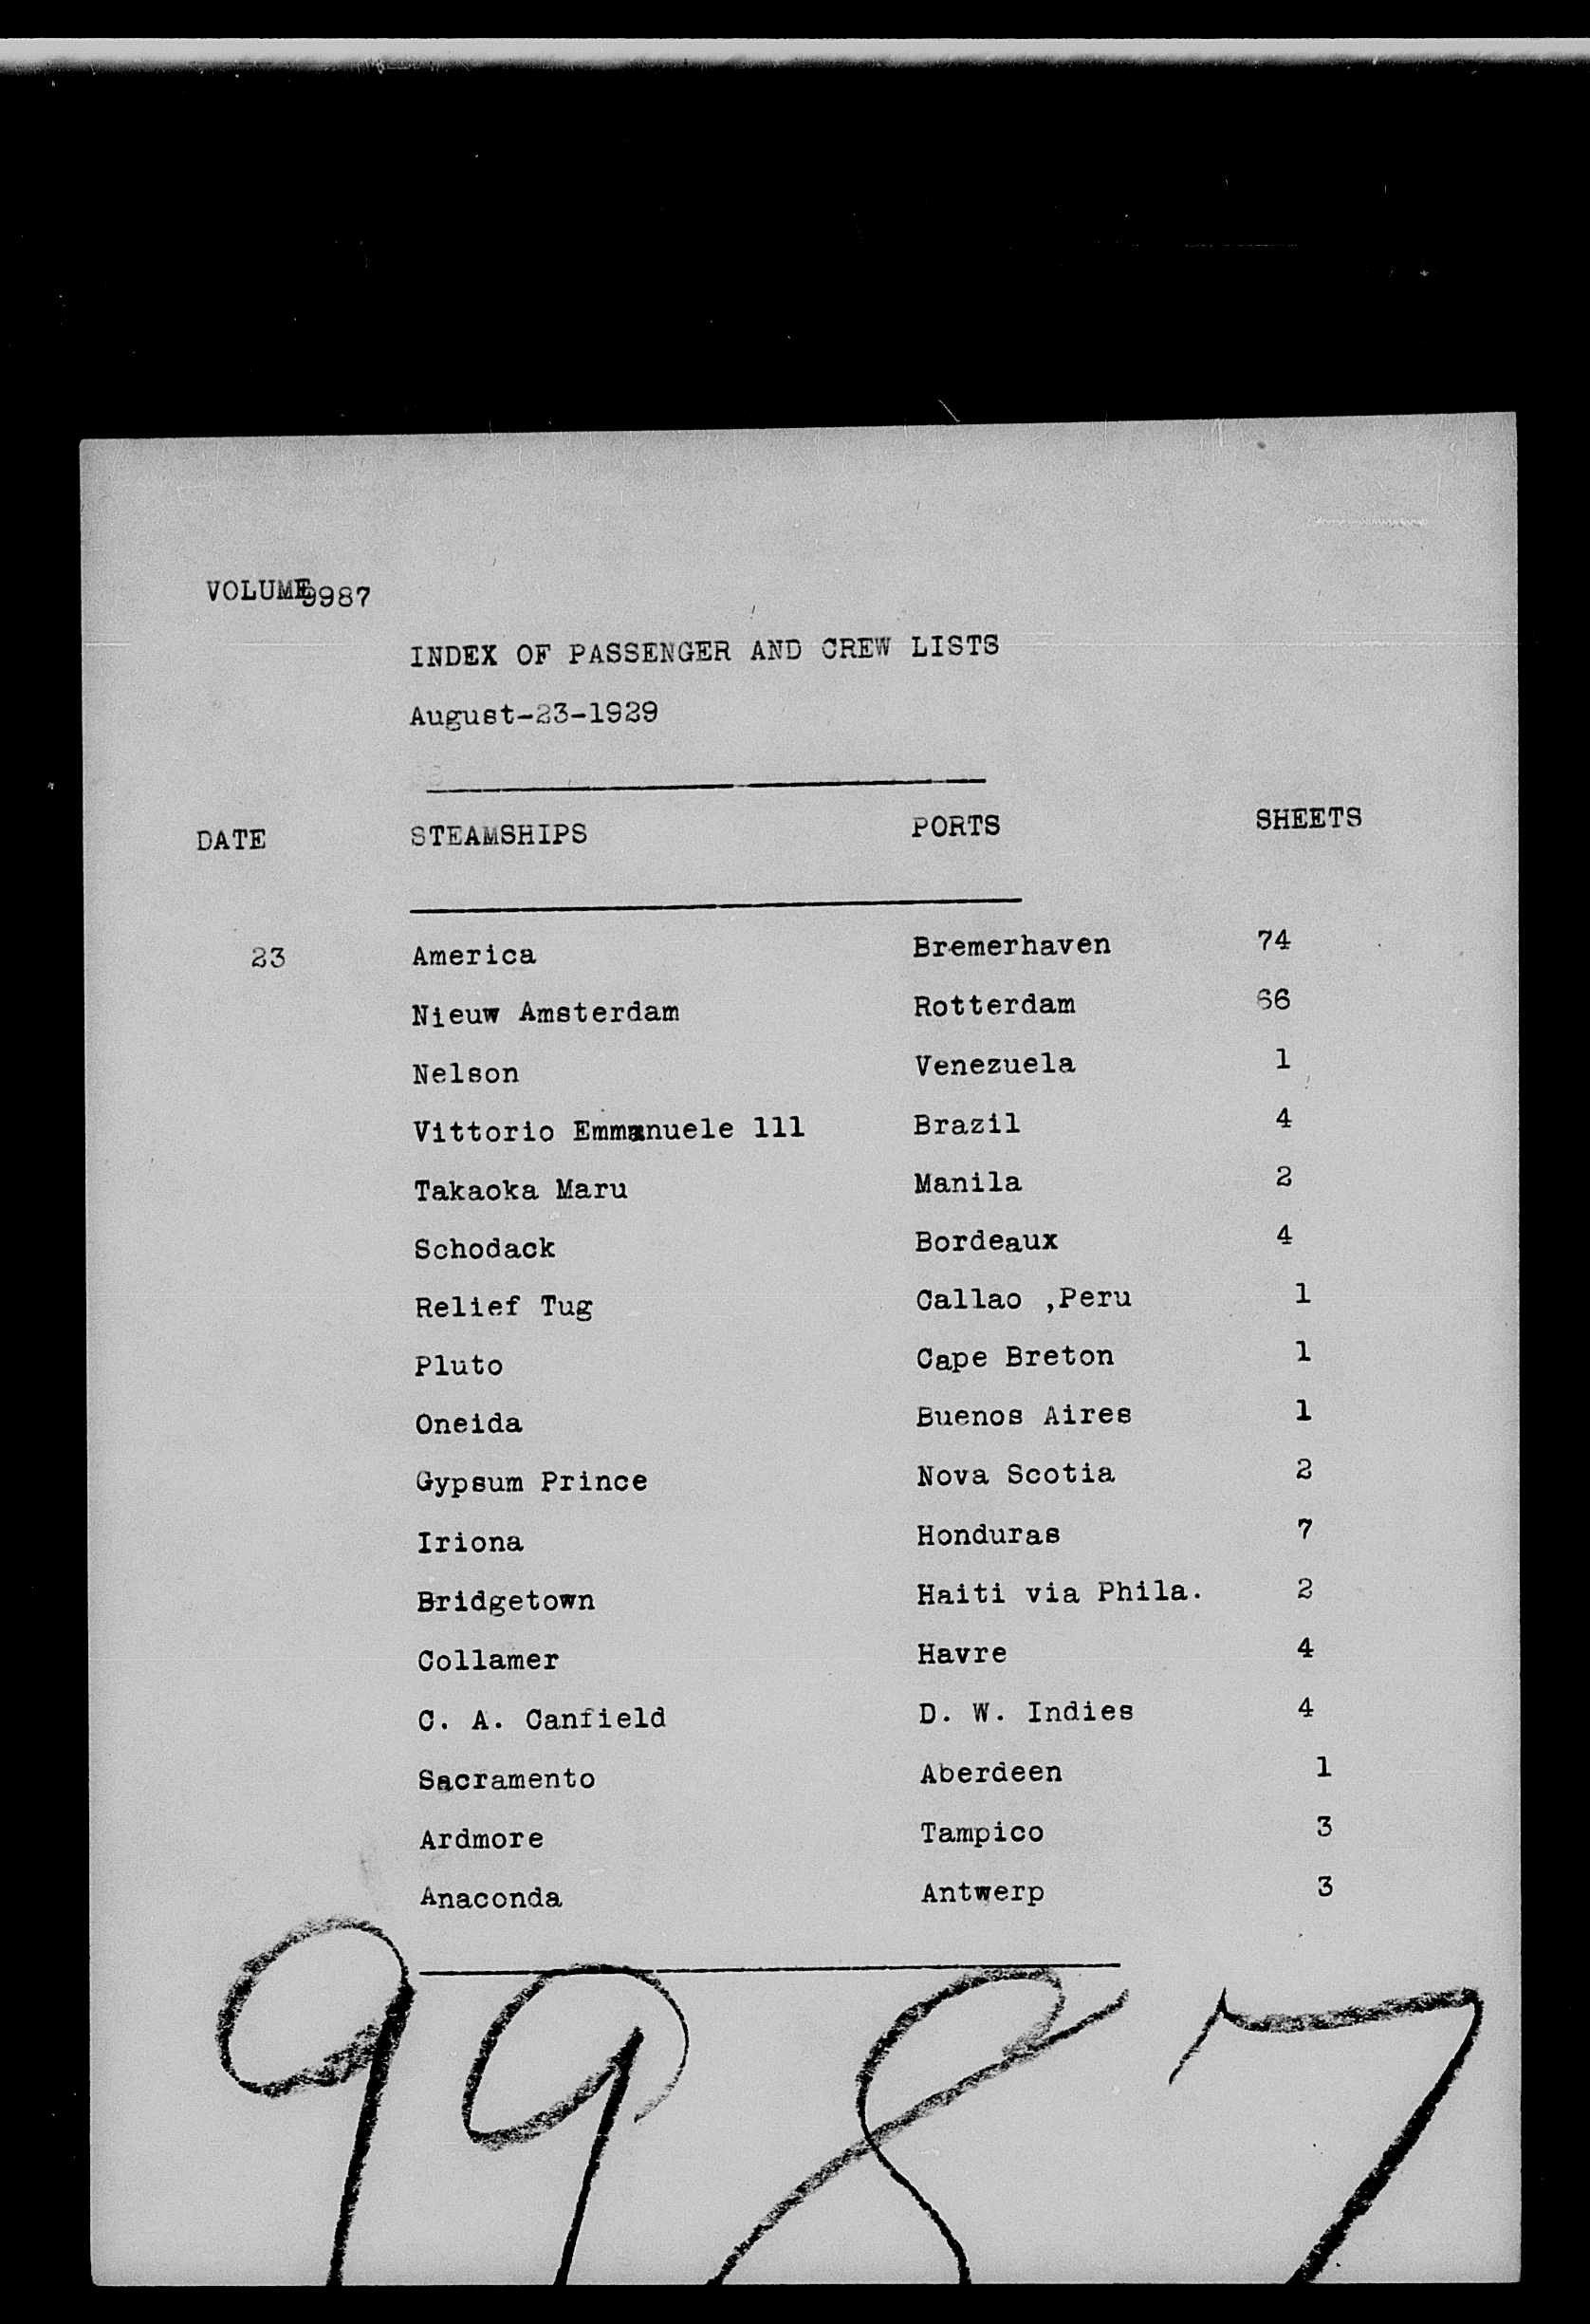 VOLUME 9987
INDEX OF PASSENGER AND CREW LISTS
August-23-1929
DATE STEAMSHIPS PORTS SHEETS
23 America Bremerhaven 74
Nieuw Amsterdam Rotterdam 66
Nelson Venezuela 1
Vittorio Emmanuele 111 Brazil 4
Takaoka Maru Manila 2
Schodack Bordeaux 4
Relief Tug Callao ,Peru 1
Pluto Cape Breton 1
Oneida Buenos Aires 1
Gypsum Prince Nova Scotia 2
Iriona Honduras 7
Bridgetown Haiti via Phila. 2
Collamer Havre 4
C. A. Canfield D. W. Indies 4
Sacramento Aberdeen 1
Ardmore Tampico 3
Anaconda Antwerp 3
9987